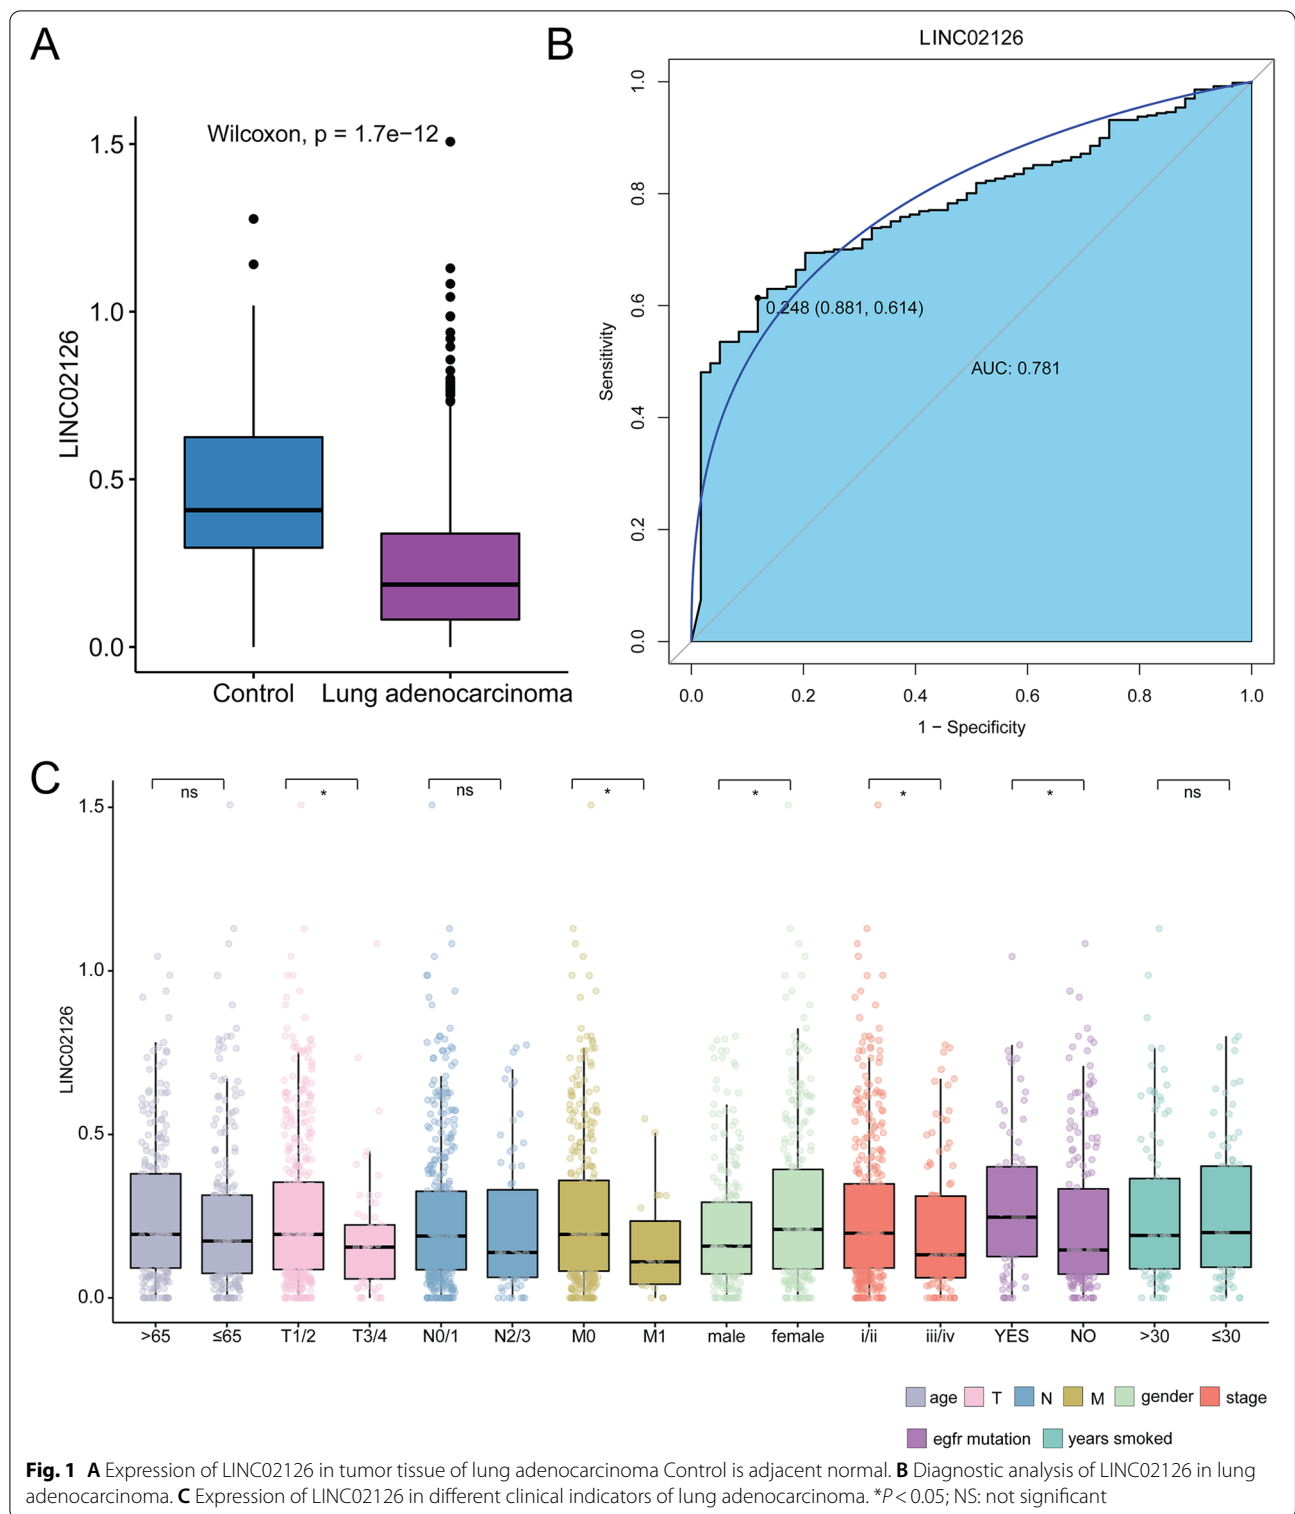 A
Wilcoxon, p = 1.7e−12
LINC02126
1.5
1.0
0.5
0.0
Control
Lung adenocarcinoma
B
LINC02126
Sensitivity
1.0
0.8
0.6
0.4
0.2
0.0
0.248 (0.881, 0.614)
AUC: 0.781
0.0 0.2 0.4 0.6 0.8 1.0
1 − Specificity
C
ns * ns * * * * ns
LINC02126
1.5
1.0
0.5
0.0
>65 ≤65 T1/2 T3/4 N0/1 N2/3 M0 M1 male female i/ii iii/iv YES NO >30 ≤30
age T N M gender stage
egfr mutation years smoked
Fig. 1 A Expression of LINC02126 in tumor tissue of lung adenocarcinoma Control is adjacent normal. B Diagnostic analysis of LINC02126 in lung
adenocarcinoma. C Expression of LINC02126 in different clinical indicators of lung adenocarcinoma. *P < 0.05; NS: not significant